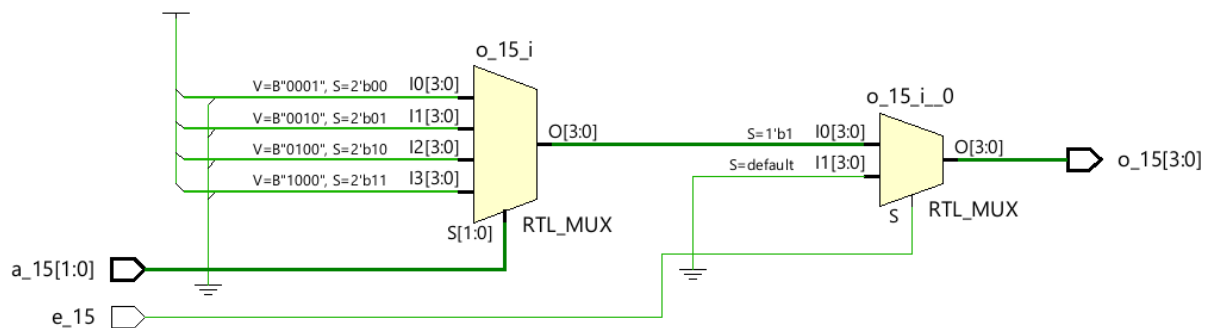 o_15_i
V=B"0001", S=2'b00 I0[3:0]
V=B"0010", S=2'b01 I1[3:0]
V=B"0100", S=2'b10 I2[3:0]
V=B"1000", S=2'b11 I3[3:0]
O[3:0]
S[1:0]
RTL_MUX
o_15_i__0
S=1'b1 I0[3:0]
S=default I1[3:0]
O[3:0]
S
RTL_MUX
o_15[3:0]
a_15[1:0]
e_15